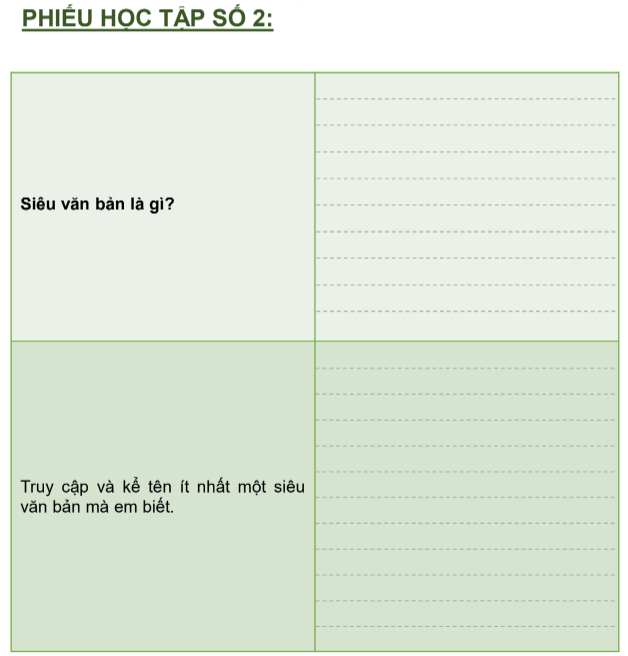 PHIẾU HỌC TẬP SỐ 2:
Siêu văn bản là gì?
Truy cập và kể tên ít nhất một siêu
văn bản mà em biết.